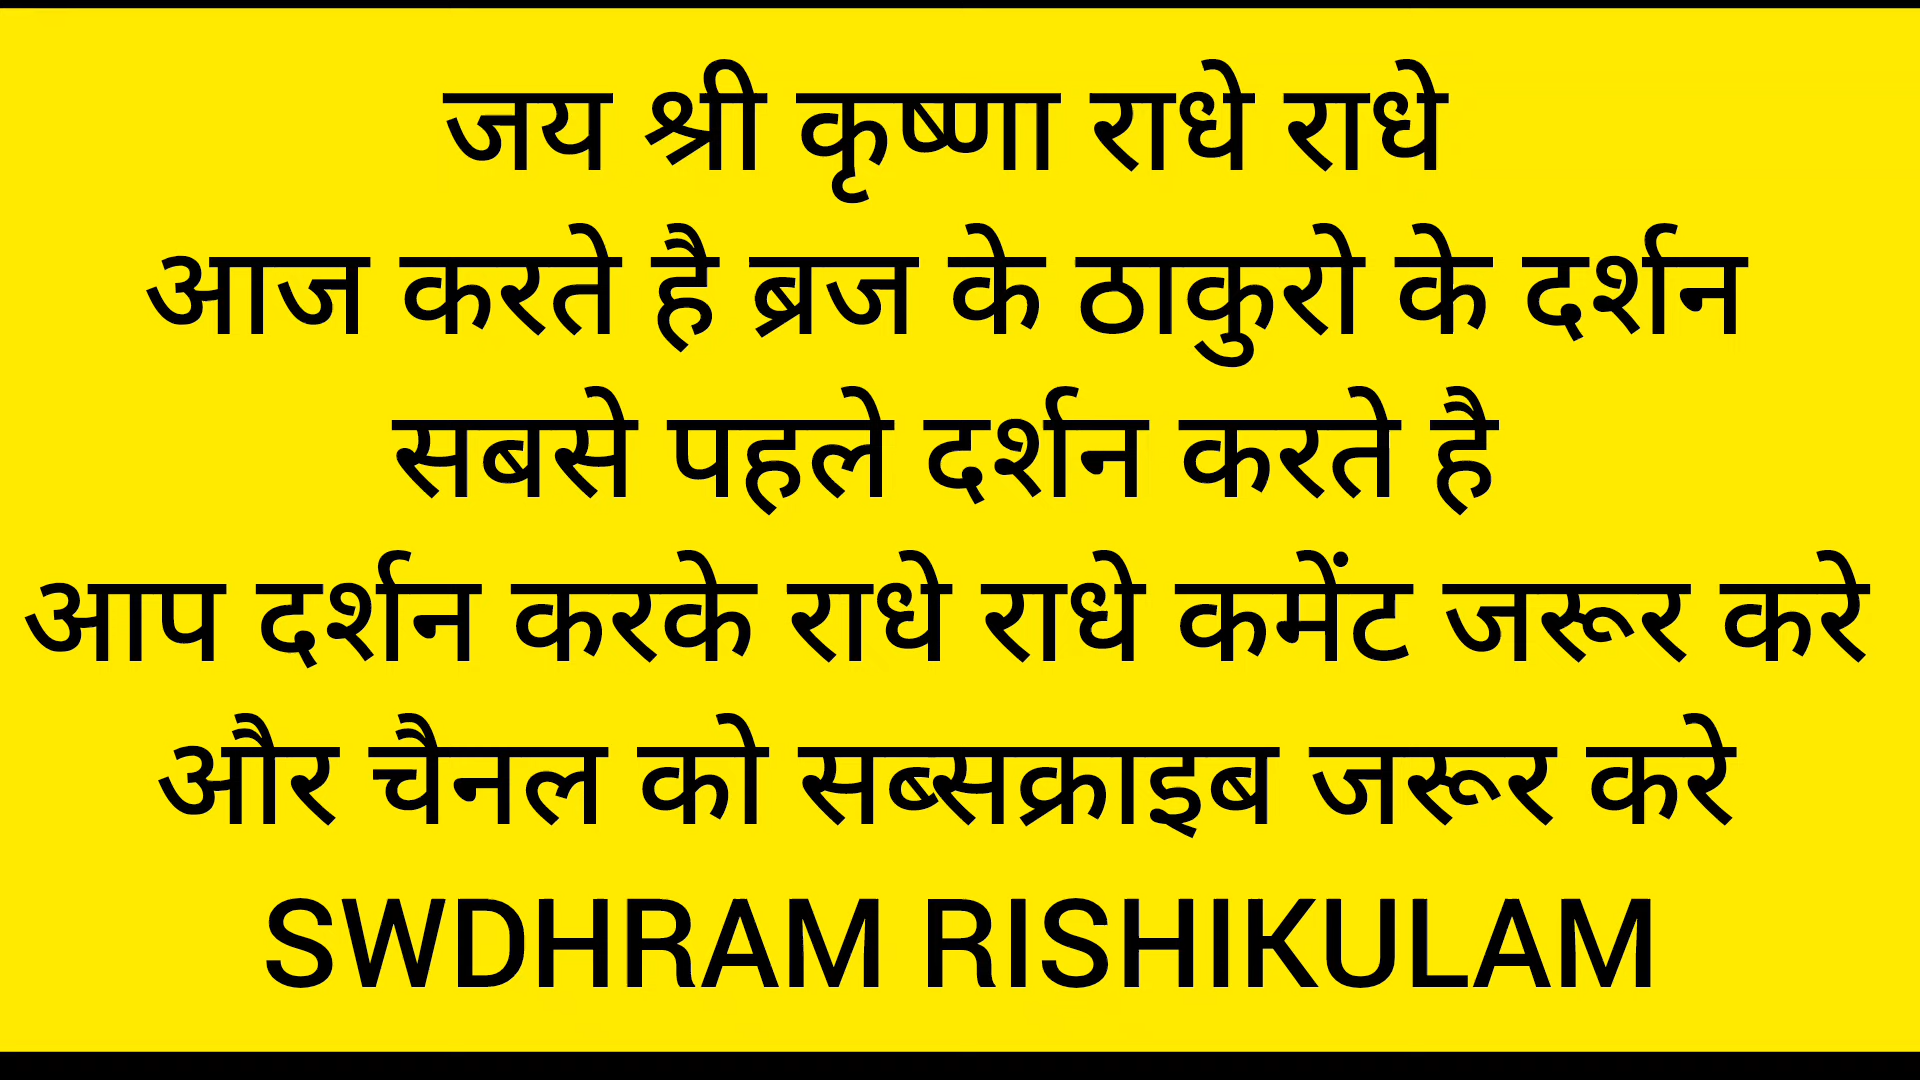 जय श्री कृष्णा राधे राधे
आज करते है ब्रज के ठाकुरो के दर्शन
सबसे पहले दर्शन करते है
आप दर्शन करके राधे राधे कमेंट जरूर करे
और चैनल को सब्सक्राइब जरूर करे
SWDHRAM RISHIKULAM